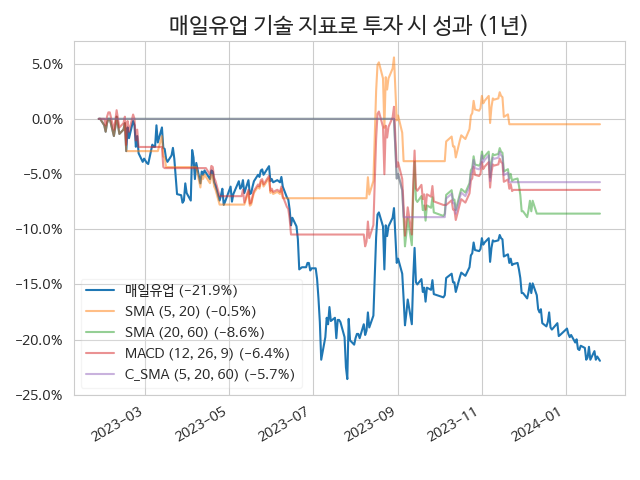 매일유업 기술 지표로 투자 시 성과 (1년)
5.0%
0.0%
−5.0%
−10.0%
−15.0%
−20.0%
−25.0%
매일유업 (−21.9%)
SMA (5, 20) (−0.5%)
SMA (20, 60) (−8.6%)
MACD (12, 26, 9) (−6.4%)
C_SMA (5, 20, 60) (−5.7%)
2023−03
2023−05
2023−07
2023−09
2023−11
2024−01